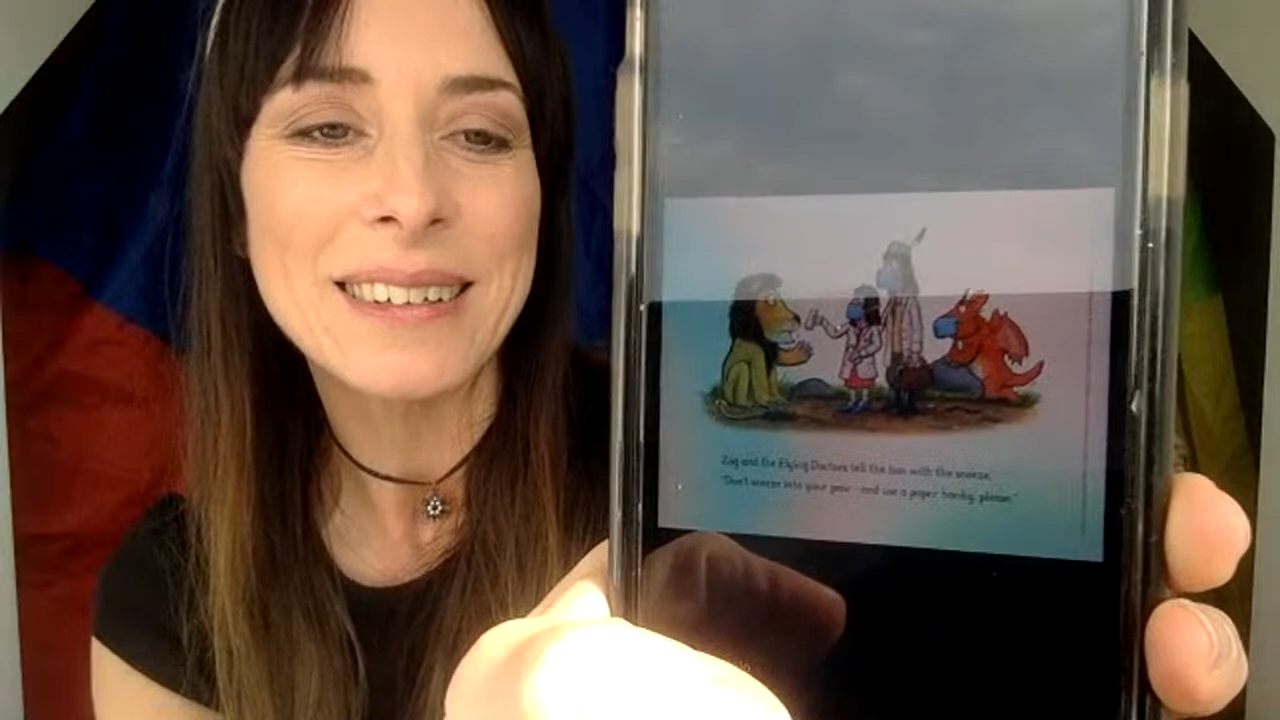 Zog and the Flying Doctors tell the lion with the sneeze
"Don't sneeze into your paw - and use a paper hanky, please."